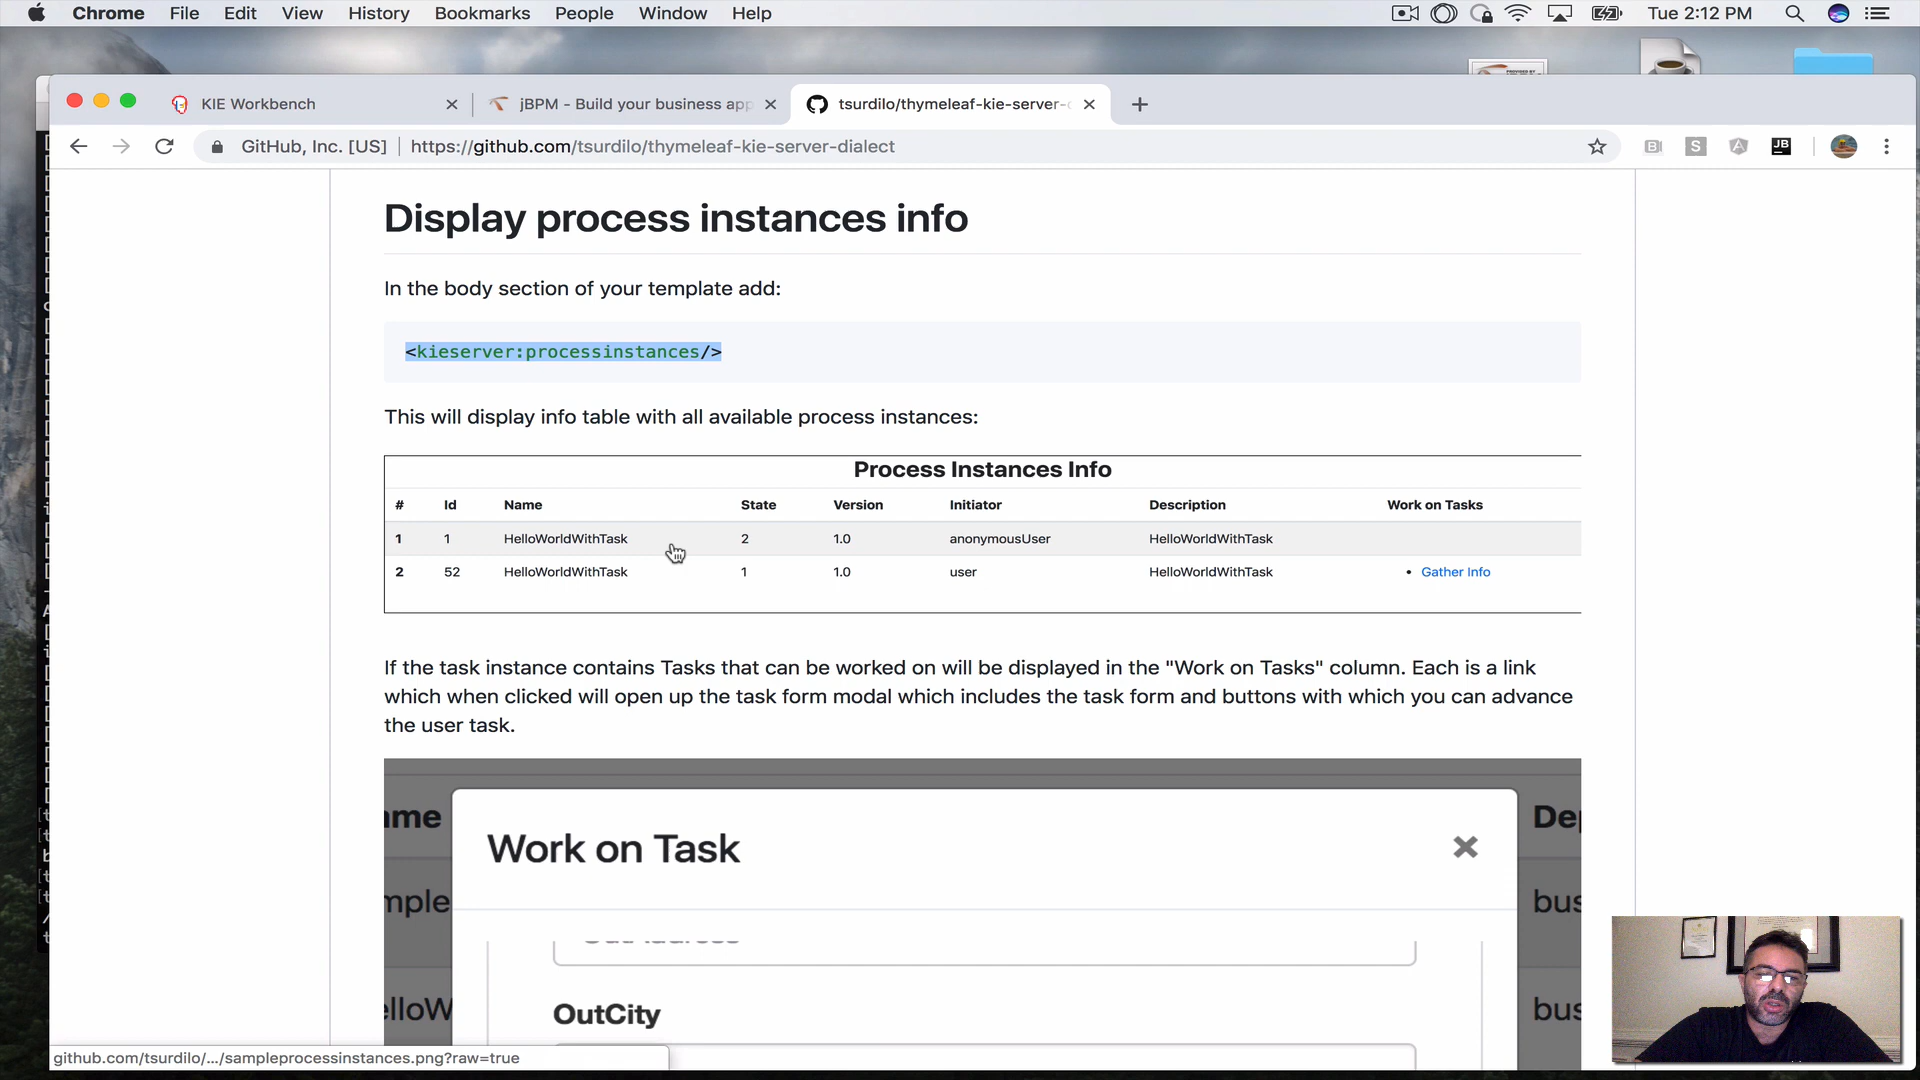 Chrome File Edit View History Bookmarks People Window Help Tue 2:12 PM
KIE Workbench
jBPM - Build your business app
tsurdilo/thymeleaf-kie-server-
GitHub, Inc. [US] https://github.com/tsurdilo/thymeleaf-kie-server-dialect
Display process instances info
In the body section of your template add:
<kieserver:processinstances/>
This will display info table with all available process instances:
Process Instances Info
# Id Name State Version Initiator Description Work on Tasks
1 1 HelloWorldWithTask 2 1.0 anonymousUser HelloWorldWithTask
2 52 HelloWorldWithTask 1 1.0 user HelloWorldWithTask • Gather Info
If the task instance contains Tasks that can be worked on will be displayed in the "Work on Tasks" column. Each is a link
which when clicked will open up the task form modal which includes the task form and buttons with which you can advance
the user task.
Work on Task
OutCity
github.com/tsurdilo/.../sampleprocessinstances.png?raw=true